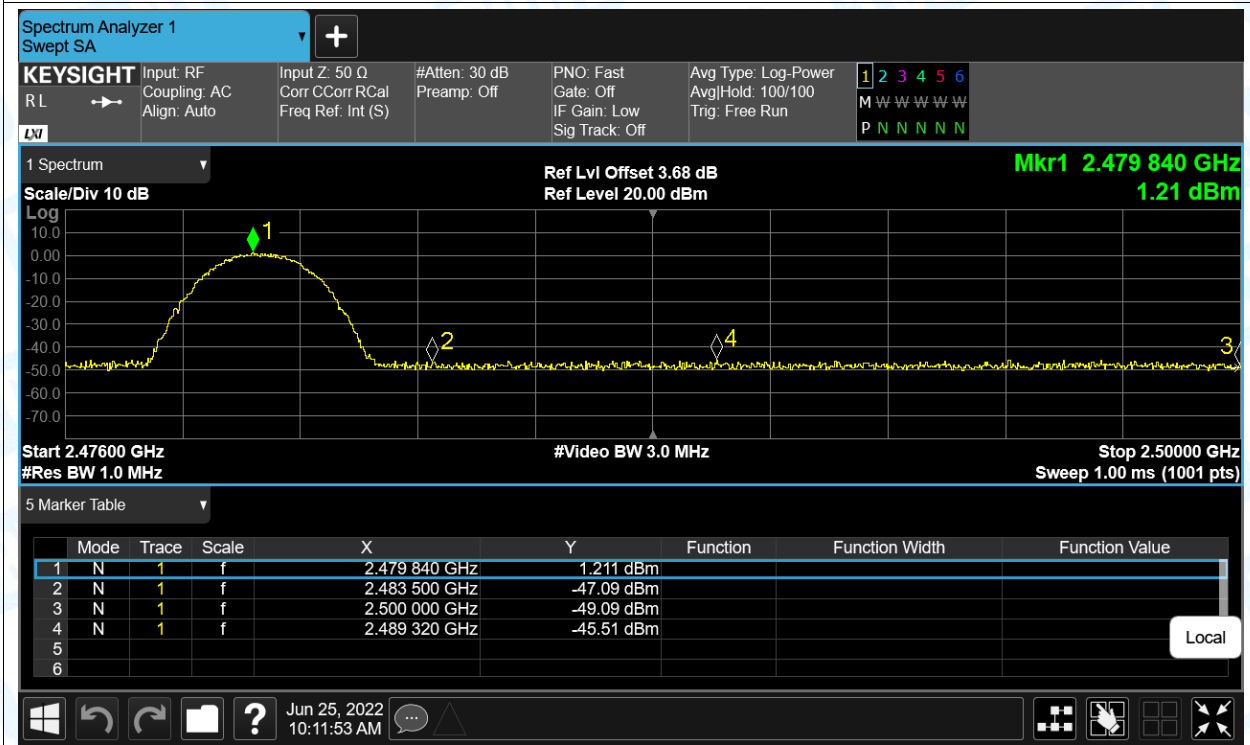 Spectrum Analyzer 1
Swept SA
+
KEYSIGHT
RL
LXI
Input: RF
Coupling: AC
Align: Auto
Input Z: 50 Ω
Corr CCorr RCal
Freq Ref: Int (S)
#Atten: 30 dB
Preamp: Off
PNO: Fast
Gate: Off
IF Gain: Low
Sig Track: Off
Avg Type: Log-Power
Avg|Hold: 100/100
Trig: Free Run
1 2 3 4 5 6
M W W W W W
P N N N N N
1 Spectrum
Scale/Div 10 dB
Ref Lvl Offset 3.68 dB
Ref Level 20.00 dBm
Mkr1 2.479 840 GHz
1.21 dBm
Log
10.0
0.00
-10.0
-20.0
-30.0
-40.0
-50.0
-60.0
-70.0
1
2
4
3
Start 2.47600 GHz
#Video BW 3.0 MHz
Stop 2.50000 GHz
#Res BW 1.0 MHz
Sweep 1.00 ms (1001 pts)
5 Marker Table
Mode Trace Scale X Y Function Function Width Function Value
1 N 1 f 2.479 840 GHz 1.211 dBm
2 N 1 f 2.483 500 GHz -47.09 dBm
3 N 1 f 2.500 000 GHz -49.09 dBm
4 N 1 f 2.489 320 GHz -45.51 dBm
5
6
Local
?
Jun 25, 2022
10:11:53 AM